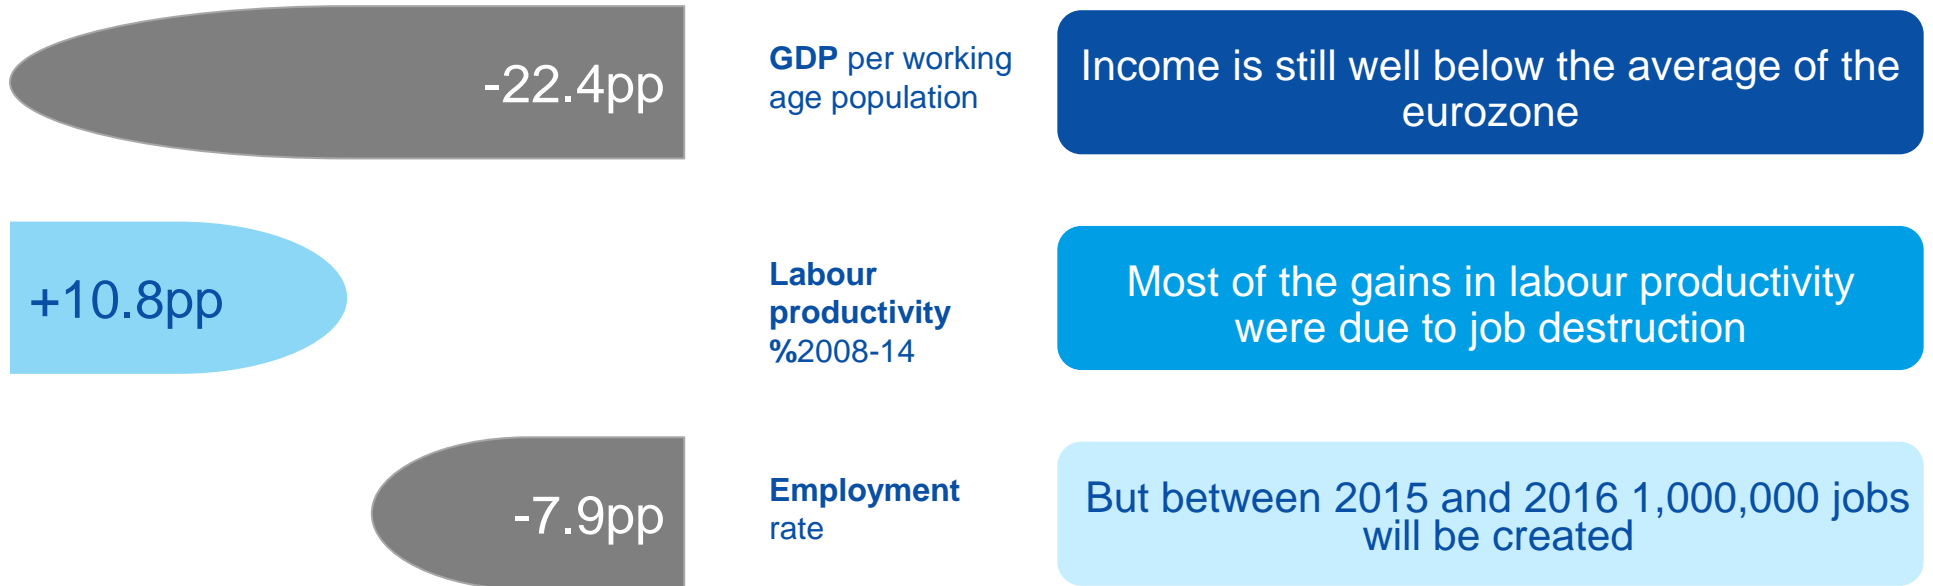 -22.4pp
GDP per working
age population
Income is still well below the average of the
eurozone
+10.8pp
Labour
productivity
%2008-14
Most of the gains in labour productivity
were due to job destruction
-7.9pp
Employment
rate
But between 2015 and 2016 1,000,000 jobs
will be created